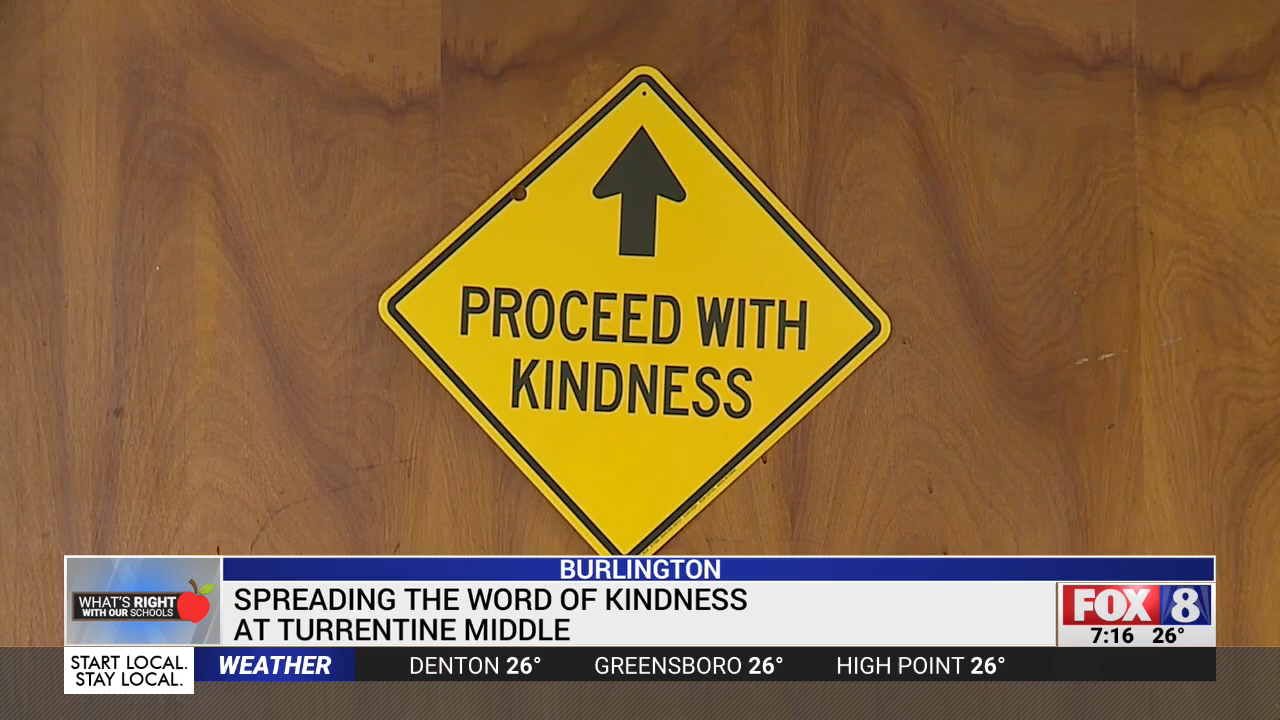 PROCEED WITH
KINDNESS
BURLINGTON
WHAT'S RIGHT
WITH OUR SCHOOLS
SPREADING THE WORD OF KINDNESS
AT TURRENTINE MIDDLE
FOX 8
7:16 26°
START LOCAL.
STAY LOCAL.
WEATHER DENTON 26° GREENSBORO 26° HIGH POINT 26°